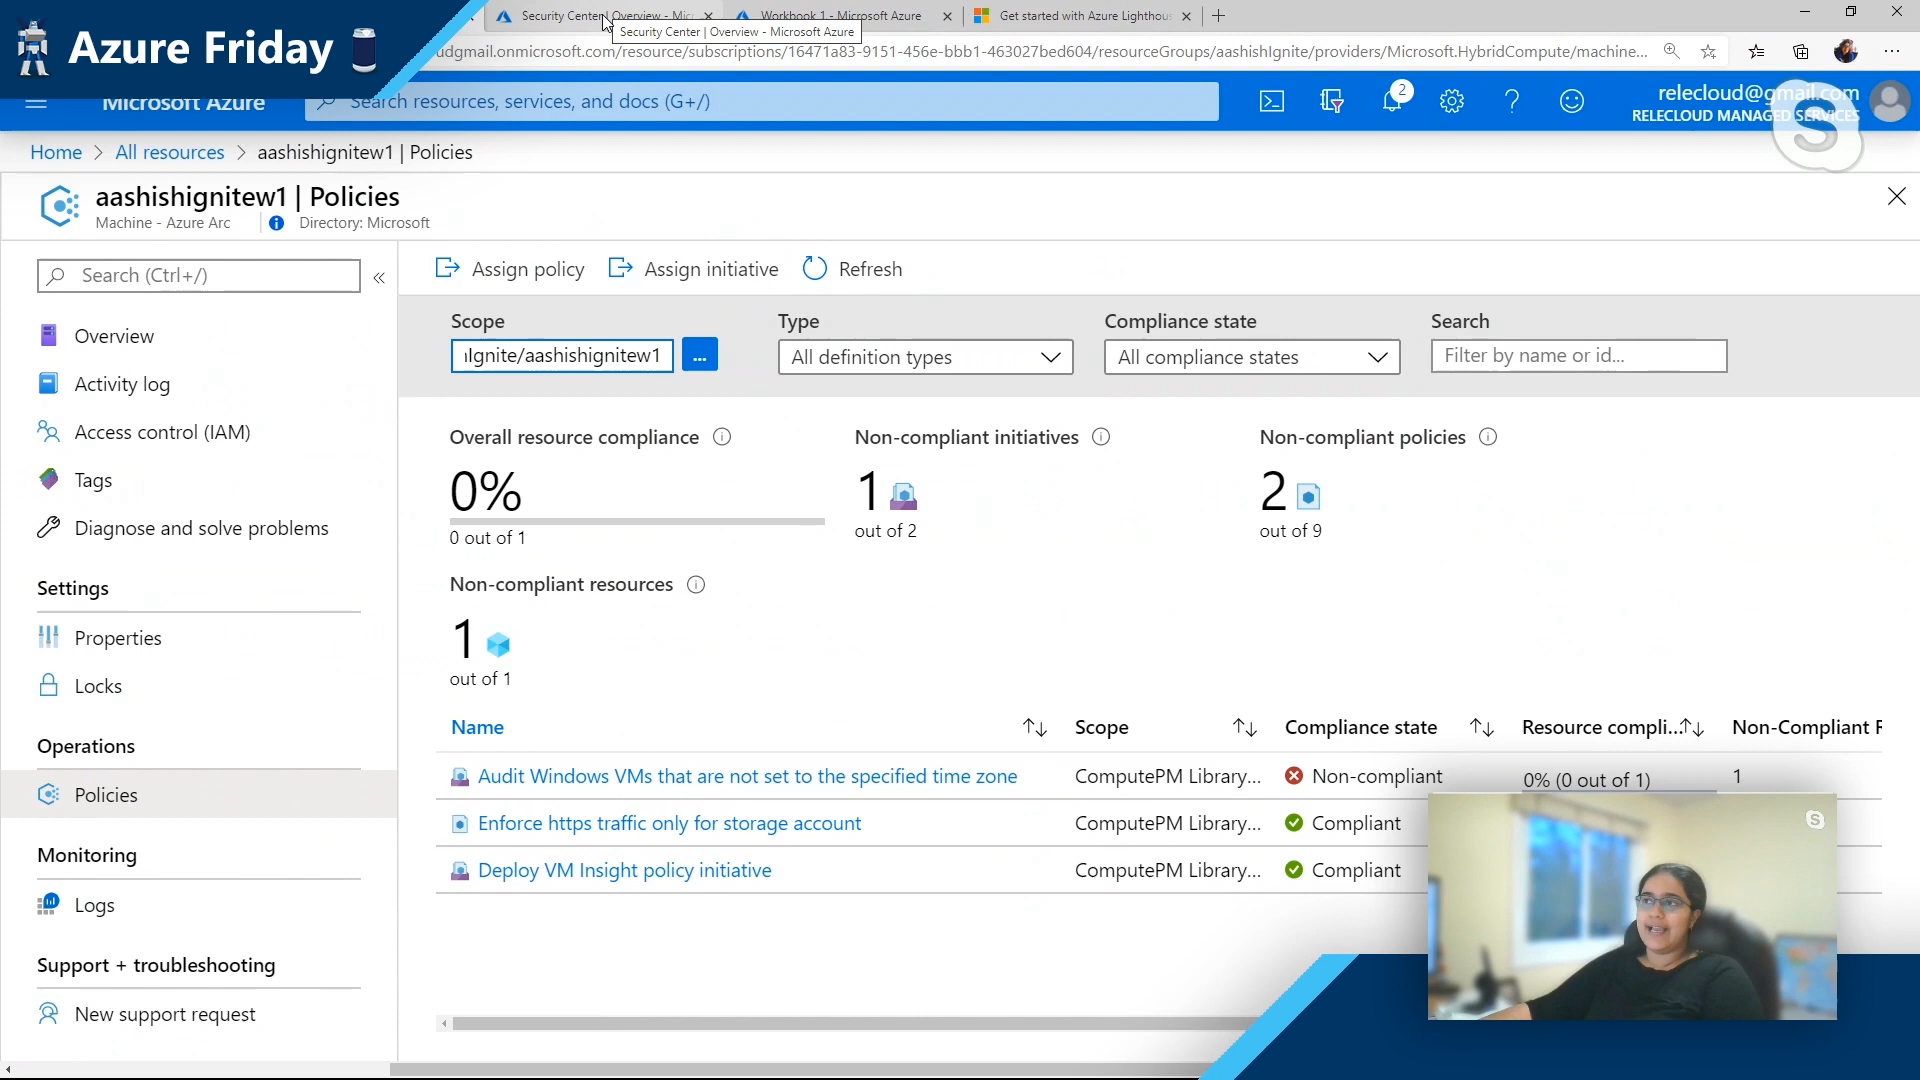 Azure Friday
Security Center | Overview - Mic
Workbook 1 - Microsoft Azure
Get started with Azure Lighthou
Security Center | Overview - Microsoft Azure
udgmail.onmicrosoft.com/resource/subscriptions/16471a83-9151-456e-bbb1-463027bed604/resourceGroups/aashishIgnite/providers/Microsoft.HybridCompute/machine...
Microsoft Azure
Search resources, services, and docs (G+/)
2
relecloud@gmail.com
RELECLOUD MANAGED SERVICES
S
Home > All resources > aashishignitew1 | Policies
aashishignitew1 | Policies
Machine - Azure Arc
Directory: Microsoft
Search (Ctrl+/)
Overview
Activity log
Access control (IAM)
Tags
Diagnose and solve problems
Settings
Properties
Locks
Operations
Policies
Monitoring
Logs
Support + troubleshooting
New support request
Assign policy
Assign initiative
Refresh
Scope
Type
Compliance state
Search
Ignite/aashishignitew1
...
All definition types
All compliance states
Filter by name or id...
Overall resource compliance
Non-compliant initiatives
Non-compliant policies
0%
1
2
0 out of 1
out of 2
out of 9
Non-compliant resources
1
out of 1
Name
Scope
Compliance state
Resource compli...
Non-Compliant R
Audit Windows VMs that are not set to the specified time zone
ComputePM Library...
Non-compliant
0% (0 out of 1)
1
Enforce https traffic only for storage account
ComputePM Library...
Compliant
Deploy VM Insight policy initiative
ComputePM Library...
Compliant
S